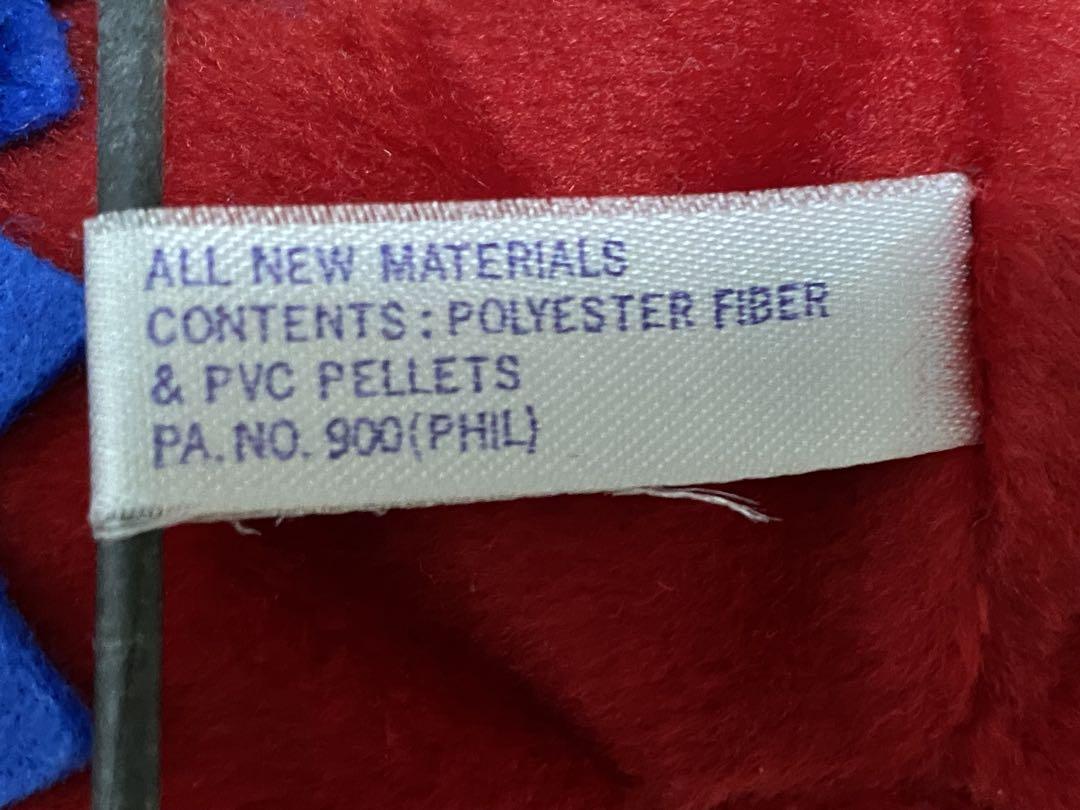 ALL NEW MATERIALS
CONTENTS: POLYESTER FIBER
& PVC PELLETS
PA. NO. 900(PHIL)